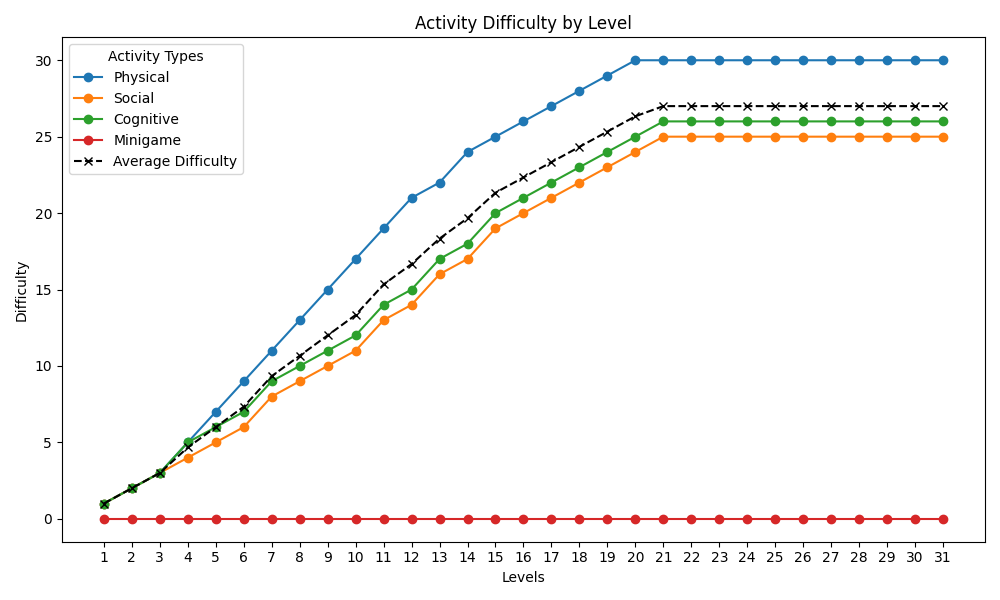 Activity Difficulty by Level
Activity Types
Physical
Social
Cognitive
Minigame
Average Difficulty
Difficulty
30
25
20
15
10
5
0
1 2 3 4 5 6 7 8 9 10 11 12 13 14 15 16 17 18 19 20 21 22 23 24 25 26 27 28 29 30 31
Levels